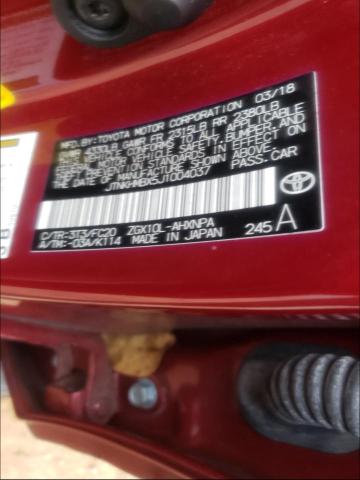 MFD.BY:TOYOTA MOTOR CORPORATION 03/18
GVWR 4330LB GAWR FR 2315LB RR 2380LB
THIS VEHICLE CONFORMS TO ALL APPLICABLE
FEDERAL MOTOR VEHICLE SAFETY, BUMPER, AND
THEFT PREVENTION STANDARDS IN EFFECT ON THE
DATE OF MANUFACTURE SHOWN ABOVE.
JTNKHMBX5J1004037 PASS. CAR
C/TR:3T3/FC20 ZGX10L-AHXNPA
A/TM:-03A/K114 MADE IN JAPAN 245 A